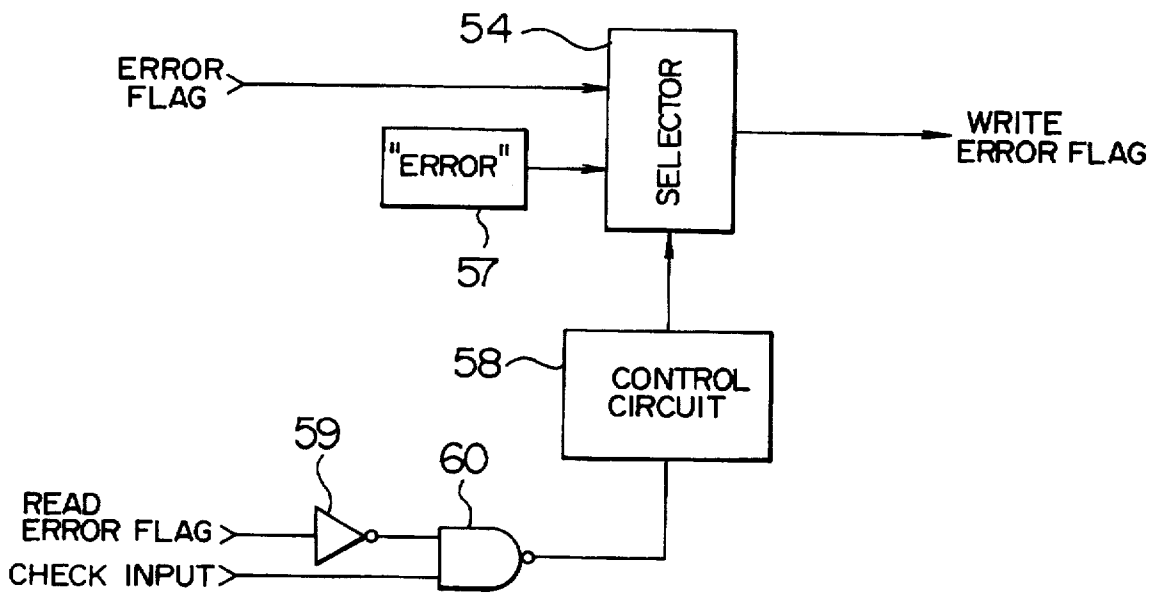 54
ERROR
FLAG
SELECTOR
WRITE
ERROR FLAG
"ERROR"
57
58
CONTROL
CIRCUIT
59
60
READ
ERROR FLAG
CHECK INPUT